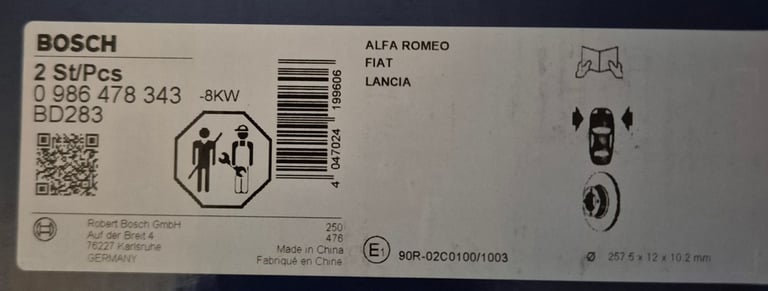 BOSCH
2 St/Pcs
0 986 478 343 -8KW
BD283
4 047024 199606
Robert Bosch GmbH
Auf der Breit 4
76227 Karlsruhe
GERMANY
250
476
Made in China
Fabriqué en Chine
ALFA ROMEO
FIAT
LANCIA
E1 90R-02C0100/1003
Ø 257.5 x 12 x 10.2 mm